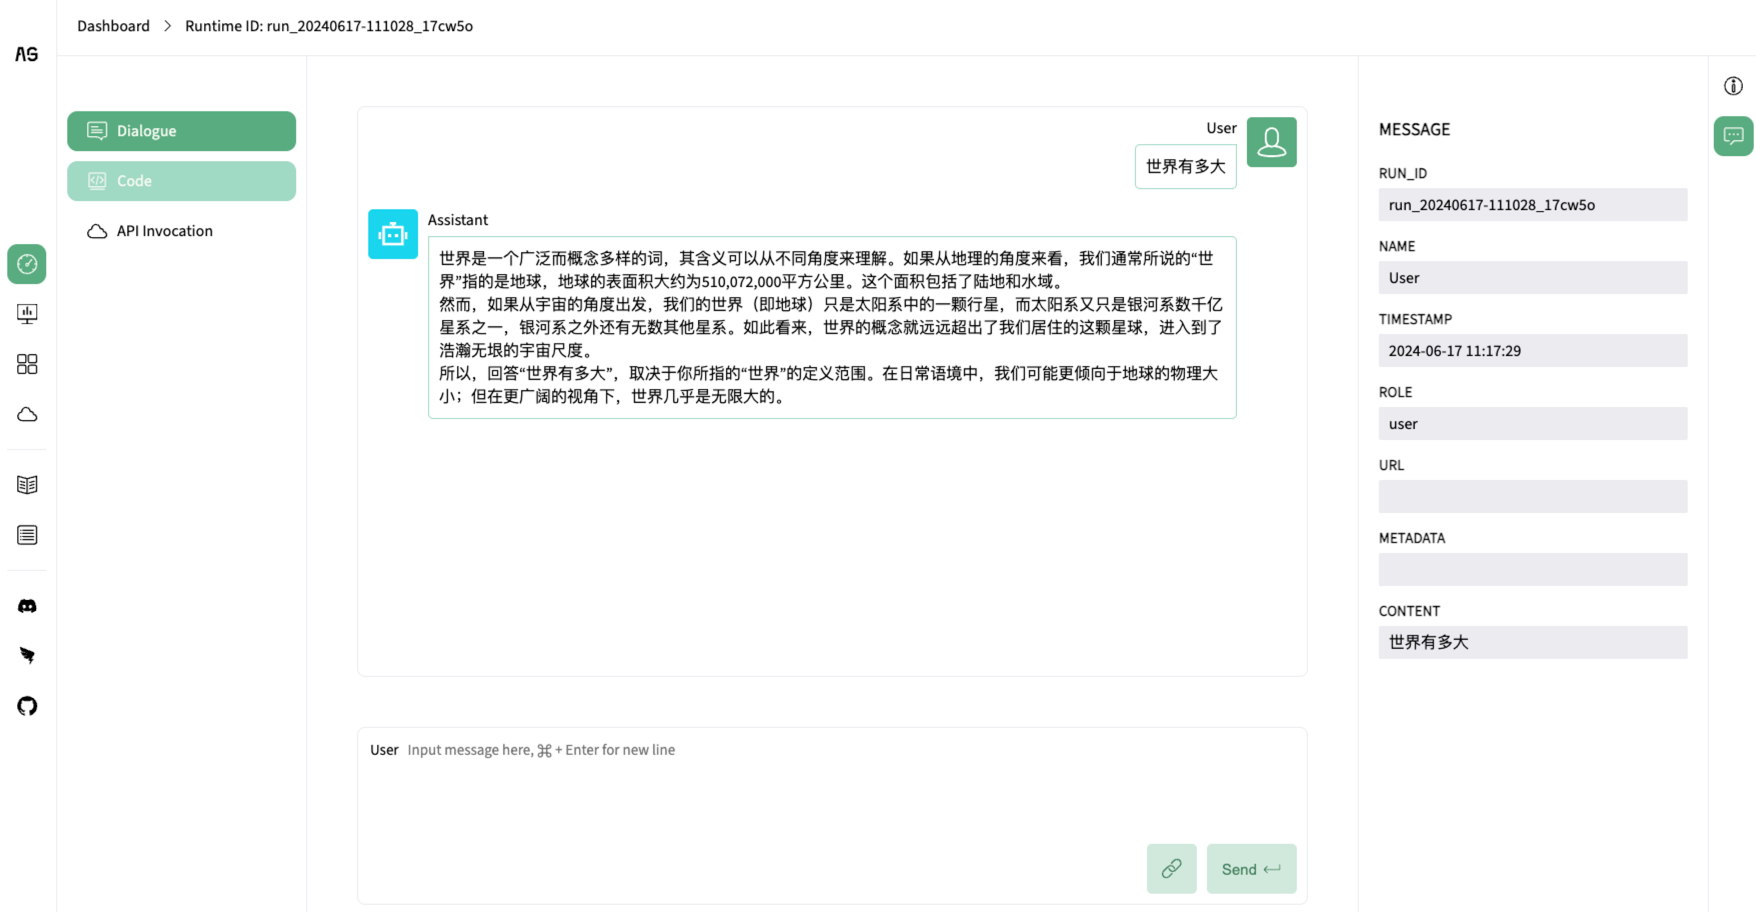 Dashboard > Runtime ID: run_20240617-111028_17cw5o
AS
Dialogue
Code
API Invocation
User
世界有多大
Assistant
世界是一个广泛而概念多样的词，其含义可以从不同角度来理解。如果从地理的角度来看，我们通常所说的“世
界”指的是地球，地球的表面积大约为510,072,000平方公里。这个面积包括了陆地和水域。
然而，如果从宇宙的角度出发，我们的世界（即地球）只是太阳系中的一颗行星，而太阳系又只是银河系数千亿
星系之一，银河系之外还有无数其他星系。如此看来，世界的概念就远远超出了我们居住的这颗星球，进入到了
浩瀚无垠的宇宙尺度。
所以，回答“世界有多大”，取决于你所指的“世界”的定义范围。在日常语境中，我们可能更倾向于地球的物理大
小；但在更广阔的视角下，世界几乎是无限大的。
User Input message here, ⌘ + Enter for new line
Send
MESSAGE
RUN_ID
run_20240617-111028_17cw5o
NAME
User
TIMESTAMP
2024-06-17 11:17:29
ROLE
user
URL
METADATA
CONTENT
世界有多大